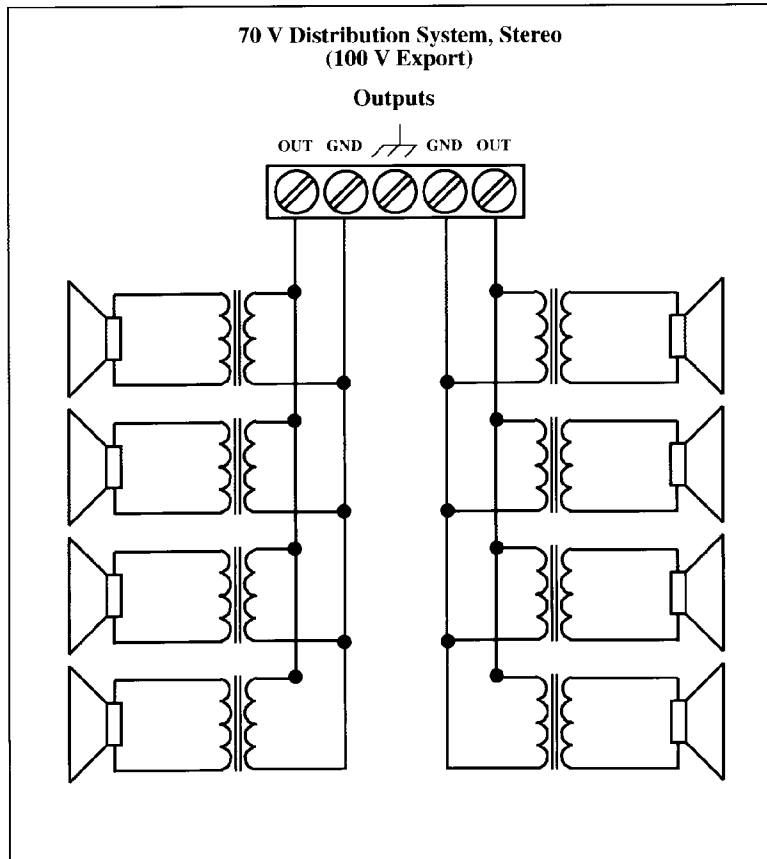 70 V Distribution System, Stereo
(100 V Export)
Outputs
OUT GND GND OUT